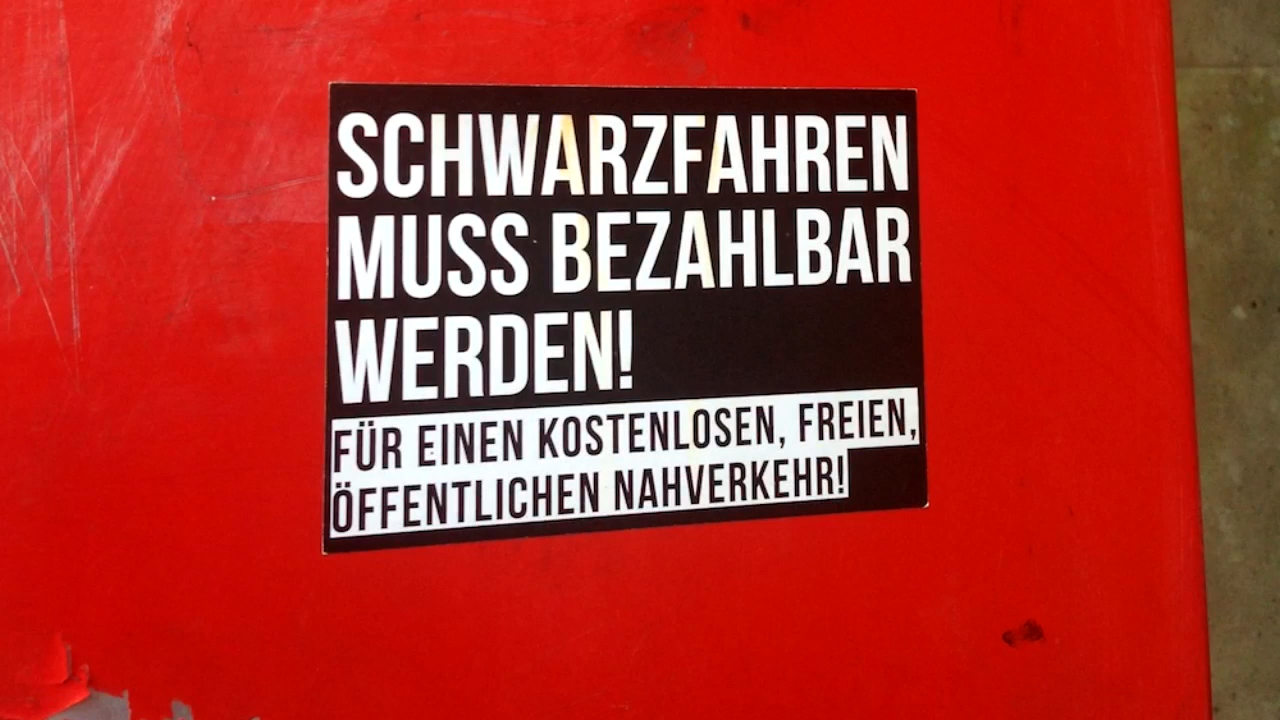 SCHWARZFAHREN
MUSS BEZAHLBAR
WERDEN!
FÜR EINEN KOSTENLOSEN, FREIEN,
ÖFFENTLICHEN NAHVERKEHR!